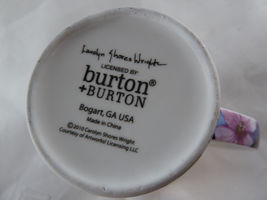 Carolyn Shores Wright
LICENSED BY
burton®
+BURTON
Bogart, GA USA
Made in China
©2010 Carolyn Shores Wright
Courtesy of Artworks! Licensing LLC